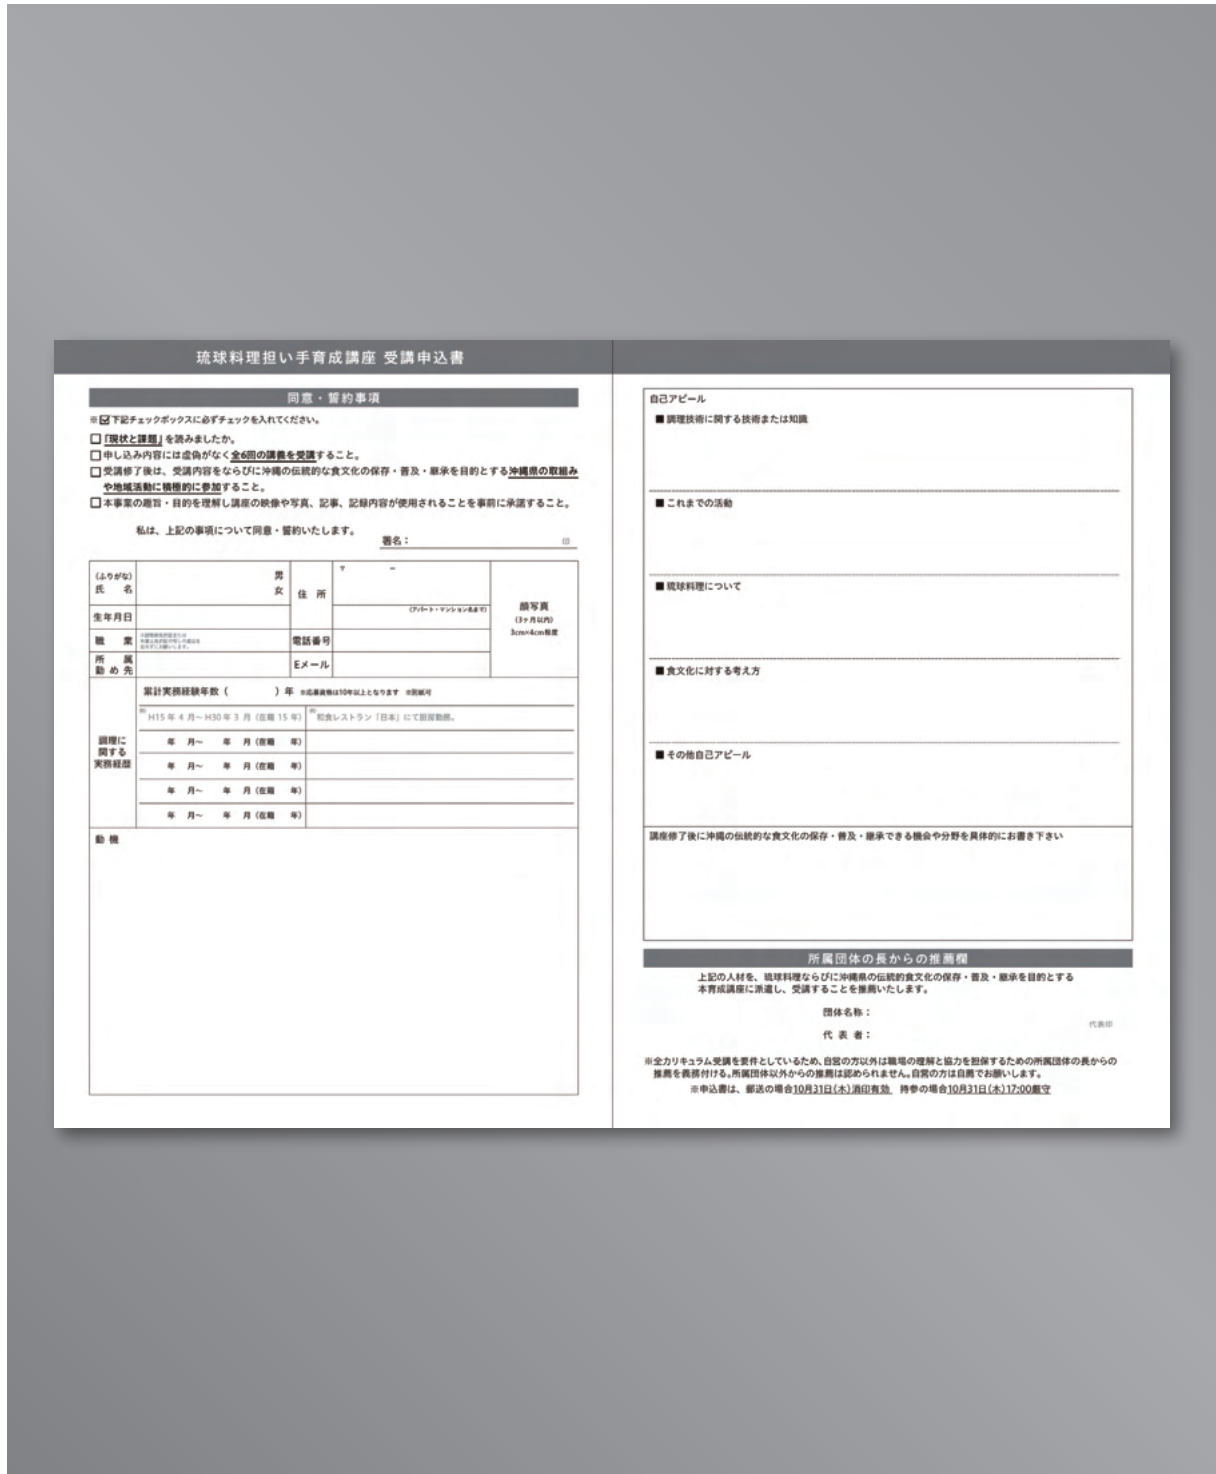 琉球料理担い手育成講座 受講申込書
同意・誓約事項
※☑下記チェックボックスに必ずチェックを入れてください。
□「現状と課題」を読みましたか。
□申し込み内容には虚偽がなく全6回の講義を受講すること。
□受講修了後は、受講内容をならびに沖縄の伝統的な食文化の保存・普及・継承を目的とする沖縄県の取組み
や地域活動に積極的に参加すること。
□本事業の趣旨・目的を理解し講座の映像や写真、記事、記録内容が使用されることを事前に承諾すること。
私は、上記の事項について同意・誓約いたします。
署名： 印
(ふりがな)
氏 名
男
女
住 所
〒 －
(アパート・マンション名まで)
顔写真
(3ヶ月以内)
3cm×4cm程度
生年月日
職 業
電話番号
所 属
勤 め 先
Eメール
調理に
関する
実務経歴
累計実務経験年数（ ）年 ※応募資格は10年以上となります ※別紙可
例) H15 年 4 月～H30 年 3 月（在籍 15 年） 例) 和食レストラン「日本」にて厨房勤務。
年 月～ 年 月（在籍 年）
年 月～ 年 月（在籍 年）
年 月～ 年 月（在籍 年）
年 月～ 年 月（在籍 年）
動 機
自己アピール
■調理技術に関する技術または知識
■これまでの活動
■琉球料理について
■食文化に対する考え方
■その他自己アピール
講座修了後に沖縄の伝統的な食文化の保存・普及・継承できる機会や分野を具体的にお書き下さい
所属団体の長からの推薦欄
上記の人材を、琉球料理ならびに沖縄県の伝統的食文化の保存・普及・継承を目的とする
本育成講座に派遣し、受講することを推薦いたします。
団体名称：
代 表 者： 代表印
※全カリキュラム受講を要件としているため、自営の方以外は職場の理解と協力を担保するための所属団体の長からの
推薦を義務付ける。所属団体以外からの推薦は認められません。自営の方は自薦でお願いします。
※申込書は、郵送の場合10月31日(木)消印有効 持参の場合10月31日(木)17:00厳守